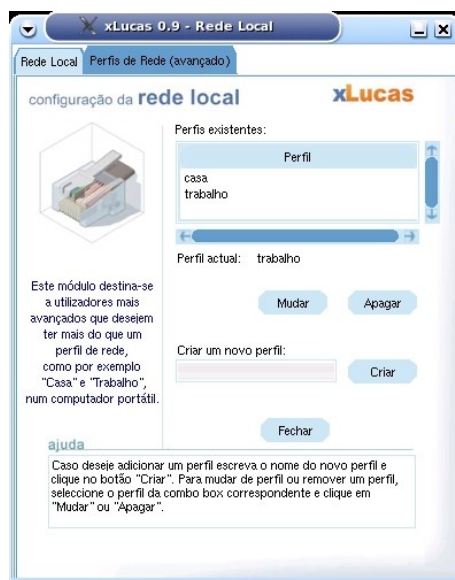 xLucas 0.9 - Rede Local
Rede Local Perfis de Rede (avançado)
configuração da rede local
xLucas
Perfis existentes:
Perfil
casa
trabalho
Perfil actual: trabalho
Este módulo destina-se
a utilizadores mais
avançados que desejem
ter mais do que um
perfil de rede,
como por exemplo
"Casa" e "Trabalho",
num computador portátil.
Mudar Apagar
Criar um novo perfil:
Criar
Fechar
ajuda
Caso deseje adicionar um perfil escreva o nome do novo perfil e
clique no botão "Criar". Para mudar de perfil ou remover um perfil,
seleccione o perfil da combo box correspondente e clique em
"Mudar" ou "Apagar".